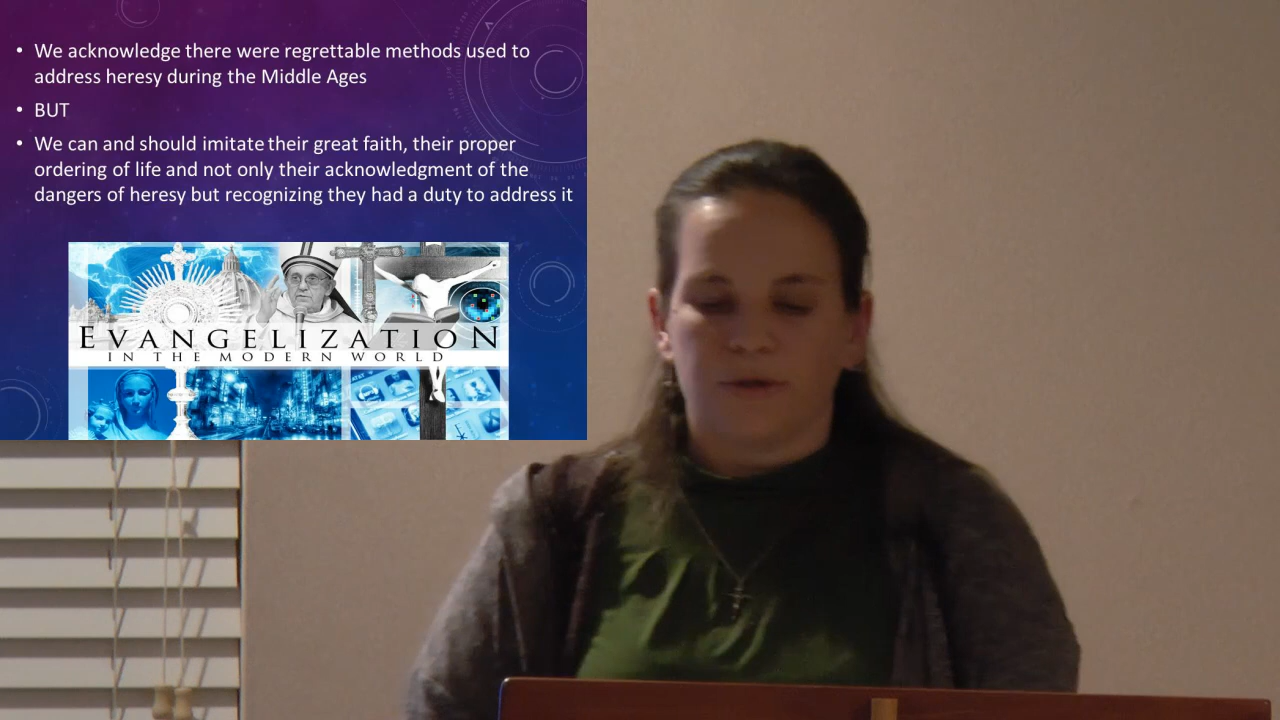 We acknowledge there were regrettable methods used to
address heresy during the Middle Ages
BUT
We can and should imitate their great faith, their proper
ordering of life and not only their acknowledgment of the
dangers of heresy but recognizing they had a duty to address it
EVANGELIZATION
IN THE MODERN WORLD